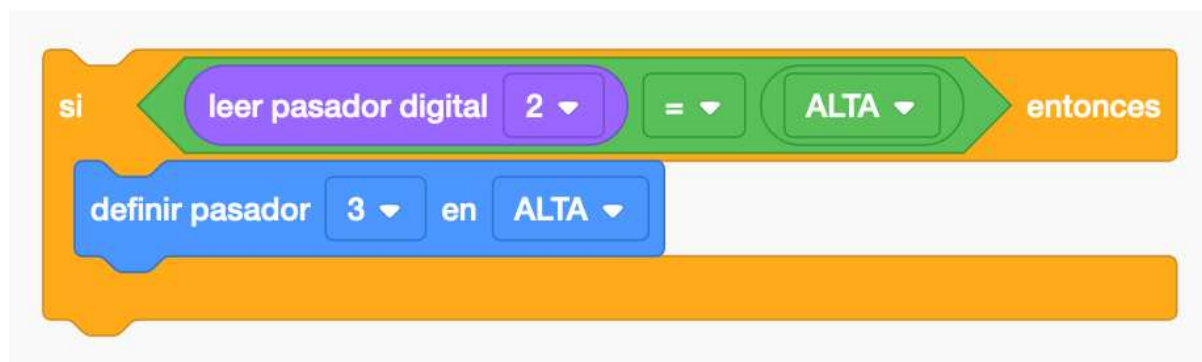 si leer pasador digital 2 = ALTA entonces
definir pasador 3 en ALTA